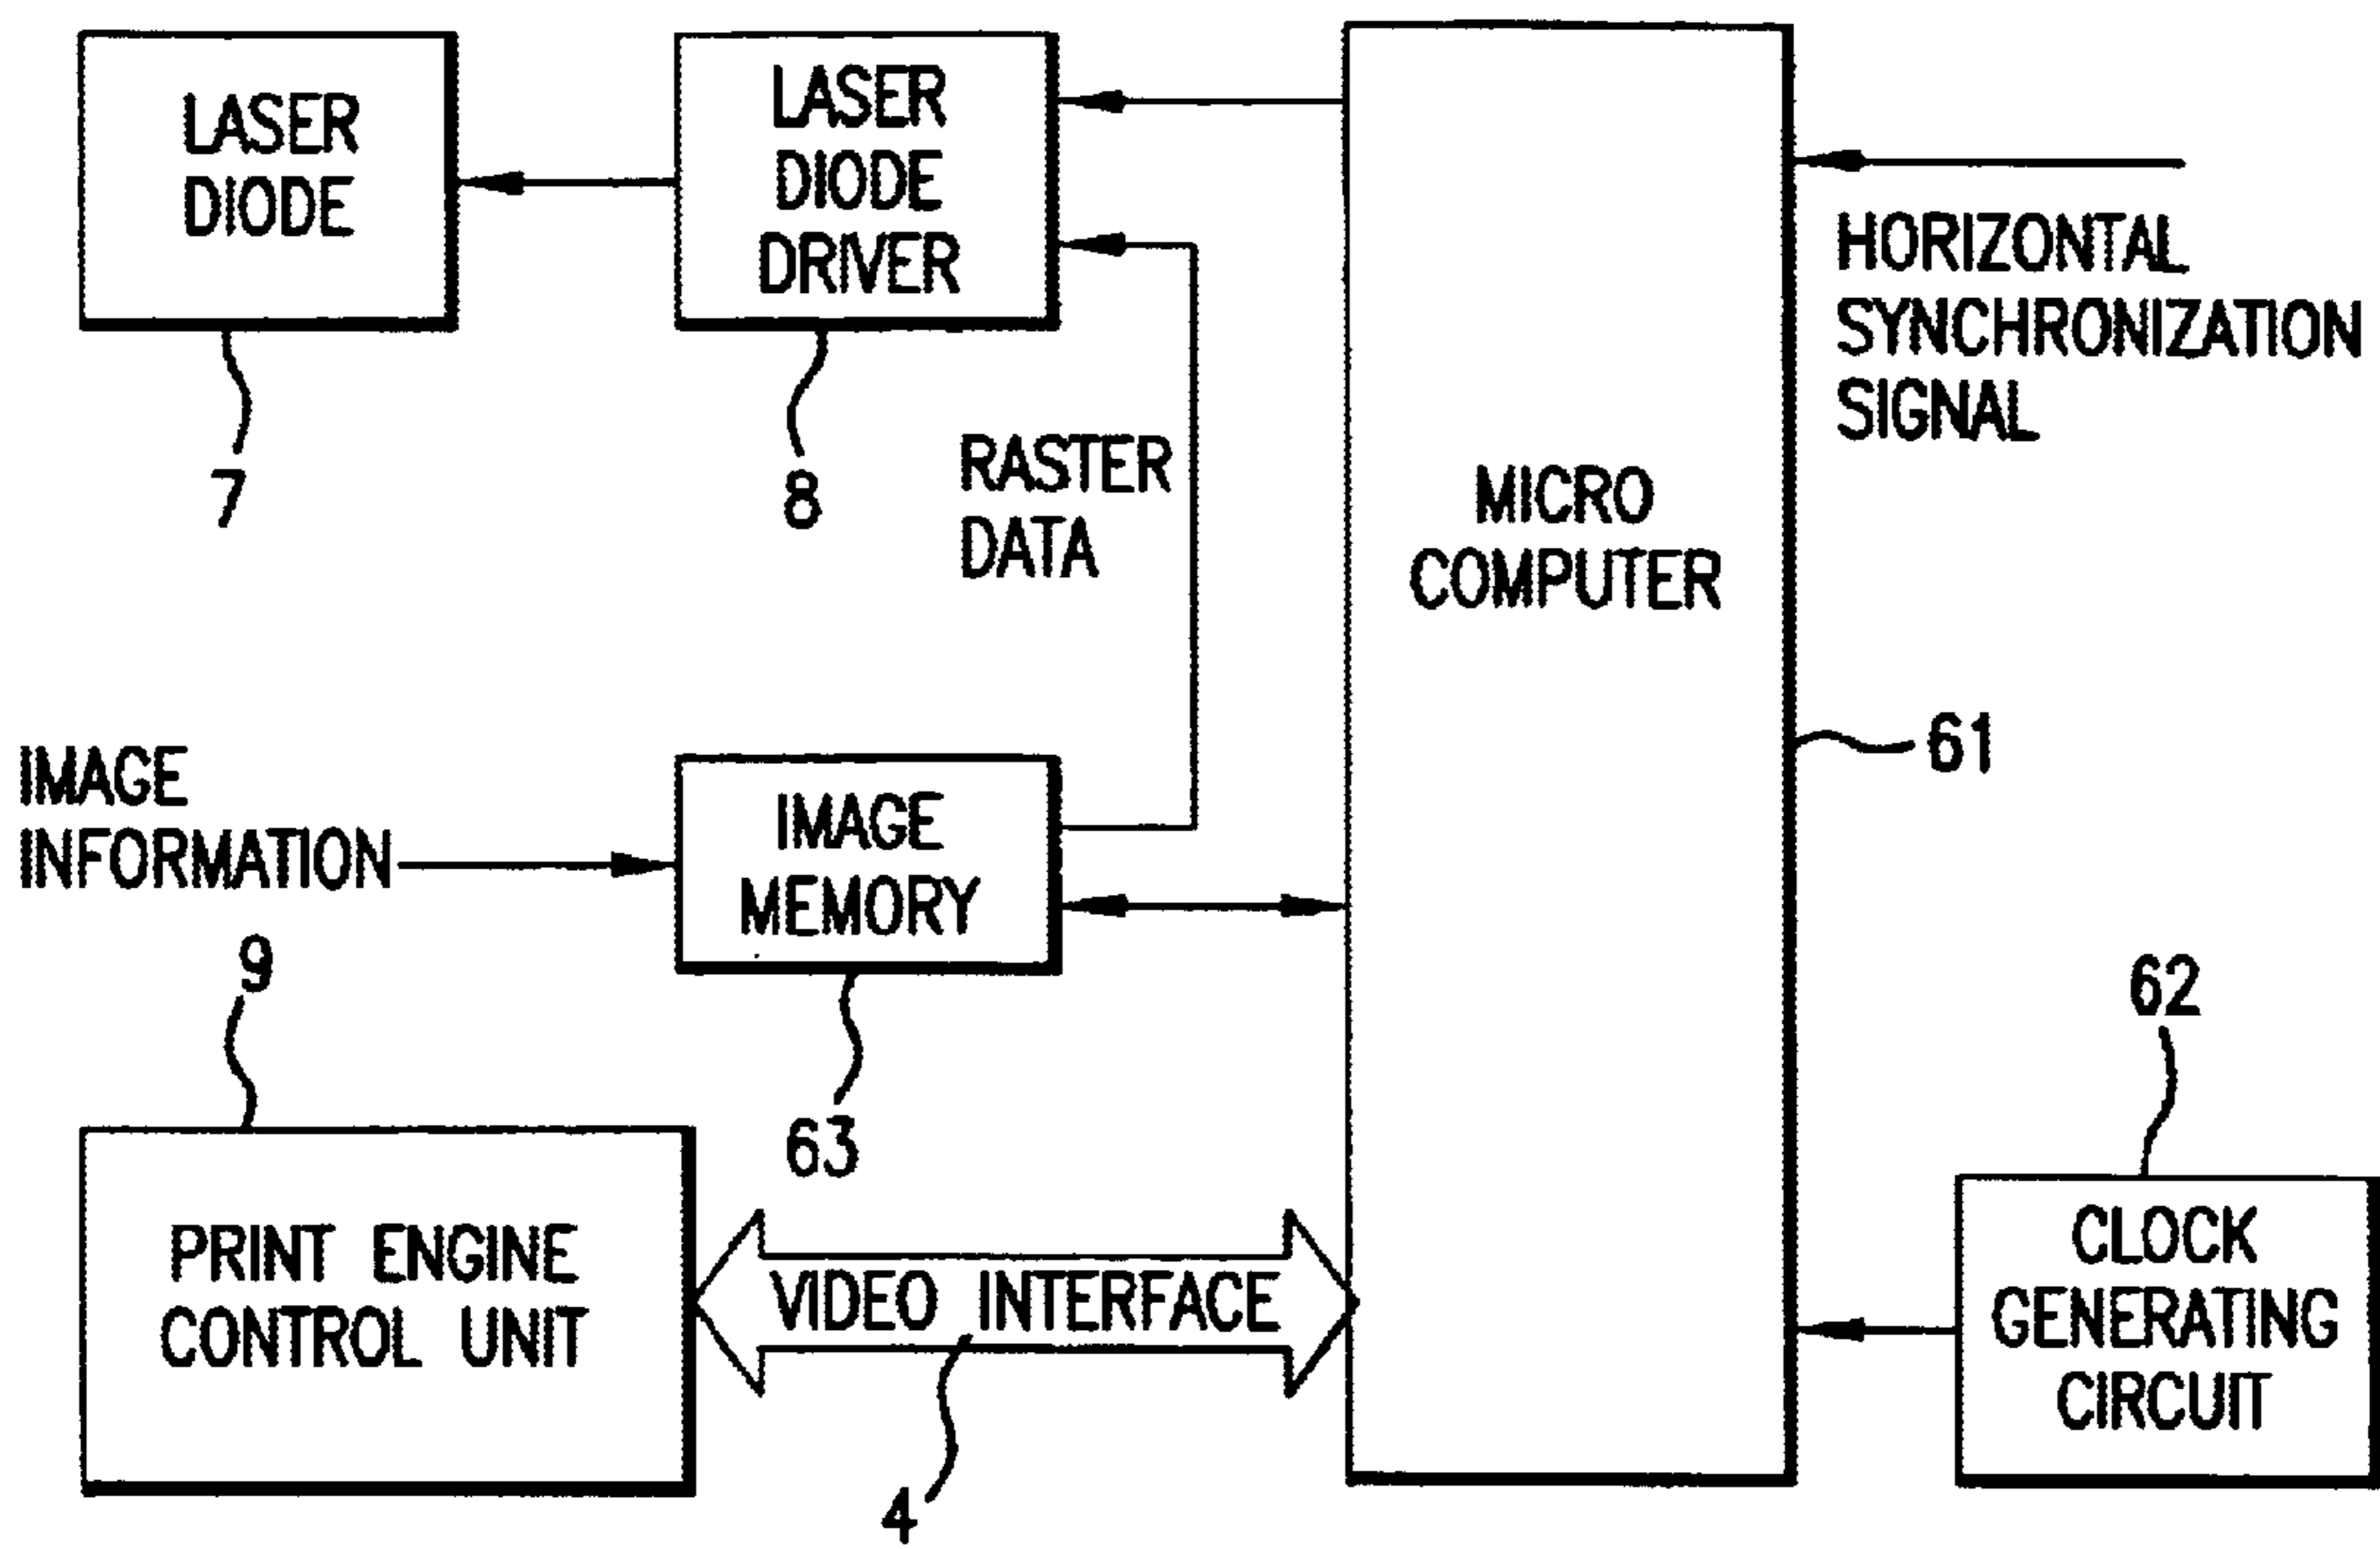 LASER
DIODE
7
LASER
DIODE
DRIVER
8
RASTER
DATA
MICRO
COMPUTER
HORIZONTAL
SYNCHRONIZATION
SIGNAL
61
IMAGE
INFORMATION
IMAGE
MEMORY
63
9
PRINT ENGINE
CONTROL UNIT
VIDEO INTERFACE
4
62
CLOCK
GENERATING
CIRCUIT